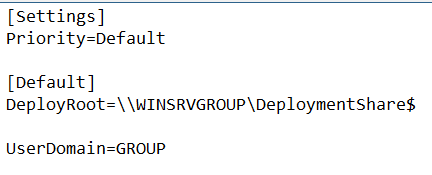 [Settings]
Priority=Default
[Default]
DeployRoot=\\WINSRVGROUP\DeploymentShare$
UserDomain=GROUP